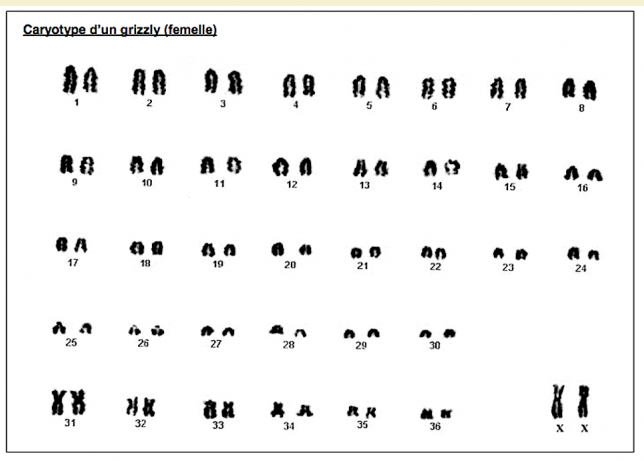 Caryotype d'un grizzly (femelle)
1 2 3 4 5 6 7 8
9 10 11 12 13 14 15 16
17 18 19 20 21 22 23 24
25 26 27 28 29 30
31 32 33 34 35 36 X X